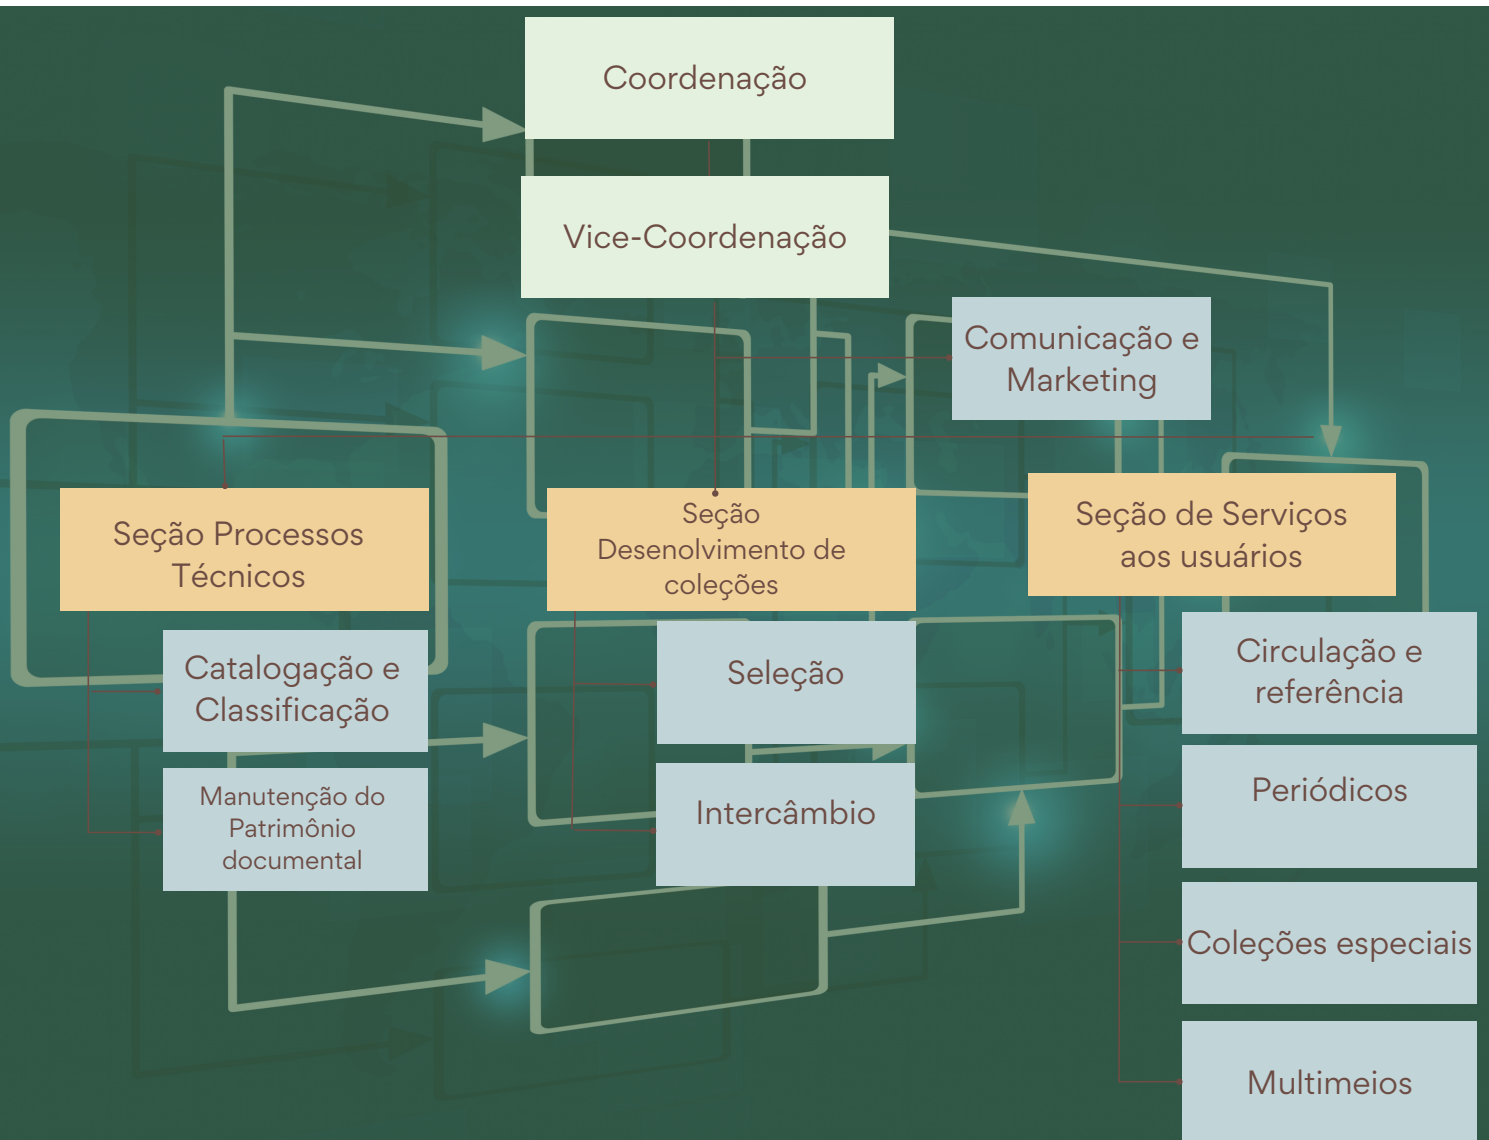 Coordenação
Vice-Coordenação
Comunicação e
Marketing
Seção Processos
Técnicos
Seção
Desenolvimento de
coleções
Seção de Serviços
aos usuários
Catalogação e
Classificação
Manutenção do
Patrimônio
documental
Seleção
Intercâmbio
Circulação e
referência
Periódicos
Coleções especiais
Multimeios